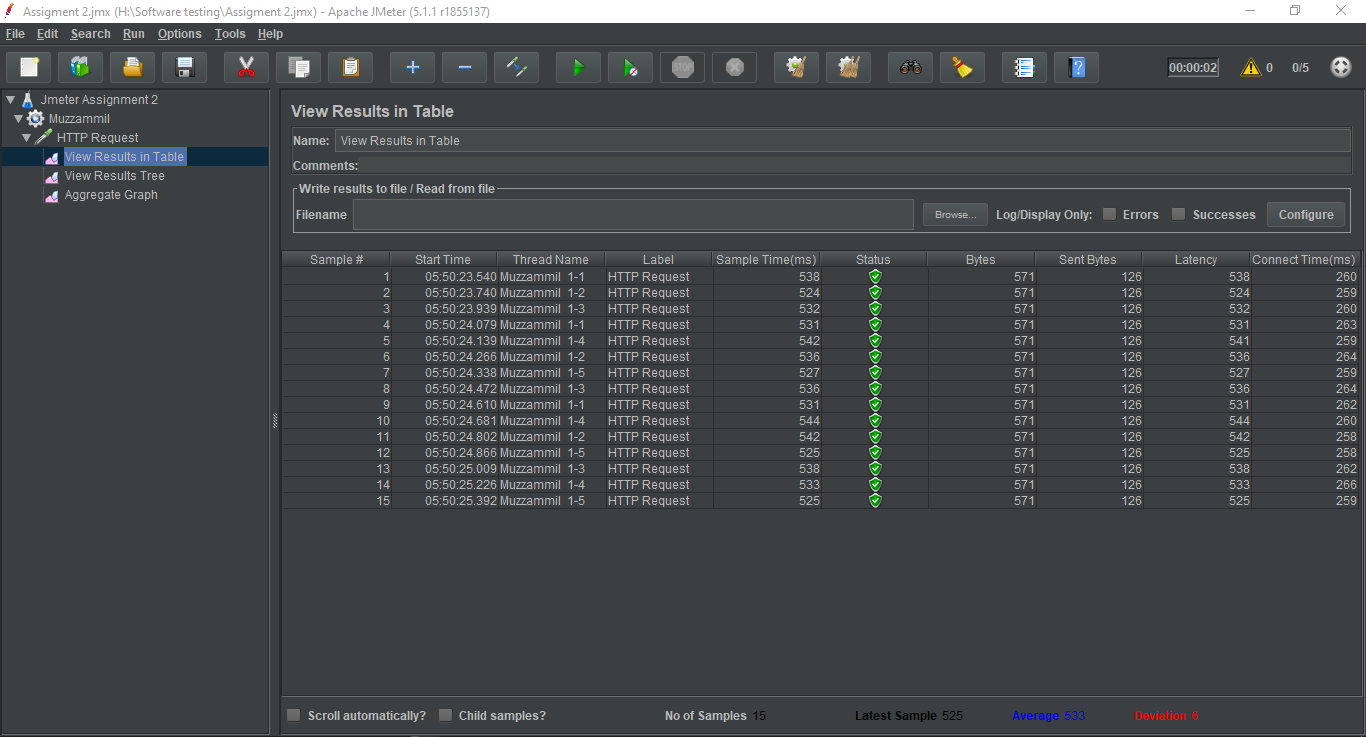 Assigment 2.jmx (H:\Software testing\Assigment 2.jmx) - Apache JMeter (5.1.1 r1855137)
File Edit Search Run Options Tools Help
STOP 00:00:02 0 0/5
Jmeter Assignment 2
Muzzammil
HTTP Request
View Results in Table
View Results Tree
Aggregate Graph
View Results in Table
Name: View Results in Table
Comments:
Write results to file / Read from file
Filename Browse... Log/Display Only: Errors Successes Configure
Sample # Start Time Thread Name Label Sample Time(ms) Status Bytes Sent Bytes Latency Connect Time(ms)
1 05:50:23.540 Muzzammil 1-1 HTTP Request 538 571 126 538 260
2 05:50:23.740 Muzzammil 1-2 HTTP Request 524 571 126 524 259
3 05:50:23.939 Muzzammil 1-3 HTTP Request 532 571 126 532 260
4 05:50:24.079 Muzzammil 1-1 HTTP Request 531 571 126 531 263
5 05:50:24.139 Muzzammil 1-4 HTTP Request 542 571 126 541 259
6 05:50:24.266 Muzzammil 1-2 HTTP Request 536 571 126 536 264
7 05:50:24.338 Muzzammil 1-5 HTTP Request 527 571 126 527 259
8 05:50:24.472 Muzzammil 1-3 HTTP Request 536 571 126 536 264
9 05:50:24.610 Muzzammil 1-1 HTTP Request 531 571 126 531 262
10 05:50:24.681 Muzzammil 1-4 HTTP Request 544 571 126 544 260
11 05:50:24.802 Muzzammil 1-2 HTTP Request 542 571 126 542 258
12 05:50:24.866 Muzzammil 1-5 HTTP Request 525 571 126 525 258
13 05:50:25.009 Muzzammil 1-3 HTTP Request 538 571 126 538 262
14 05:50:25.226 Muzzammil 1-4 HTTP Request 533 571 126 533 266
15 05:50:25.392 Muzzammil 1-5 HTTP Request 525 571 126 525 259
Scroll automatically? Child samples? No of Samples 15 Latest Sample 525 Average 533 Deviation 6